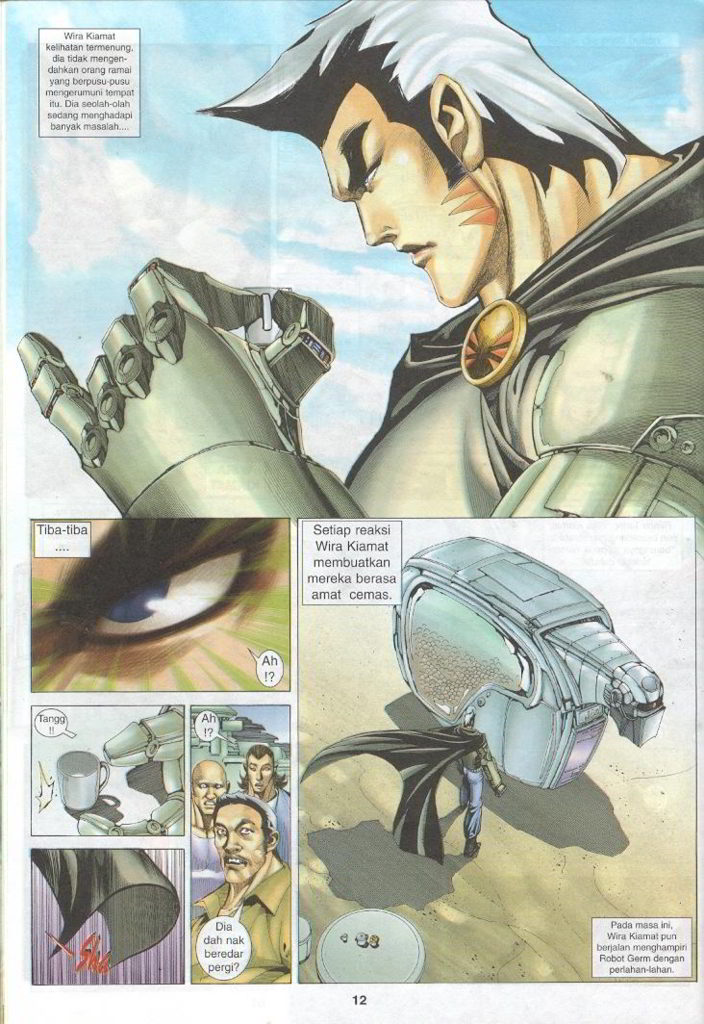 Wira Kiamat
kelihatan termenung,
dia tidak mengen-
dahkan orang ramai
yang berpusu-pusu
mengerumuni tempat
itu. Dia seolah-olah
sedang menghadapi
banyak masalah....
Tiba-tiba
....
Ah
!?
Setiap reaksi
Wira Kiamat
membuatkan
mereka berasa
amat cemas.
Tangg
!!
Ah
!?
Dia
dah nak
beredar
pergi?
Pada masa ini,
Wira Kiamat pun
berjalan menghampiri
Robot Germ dengan
perlahan-lahan.
12